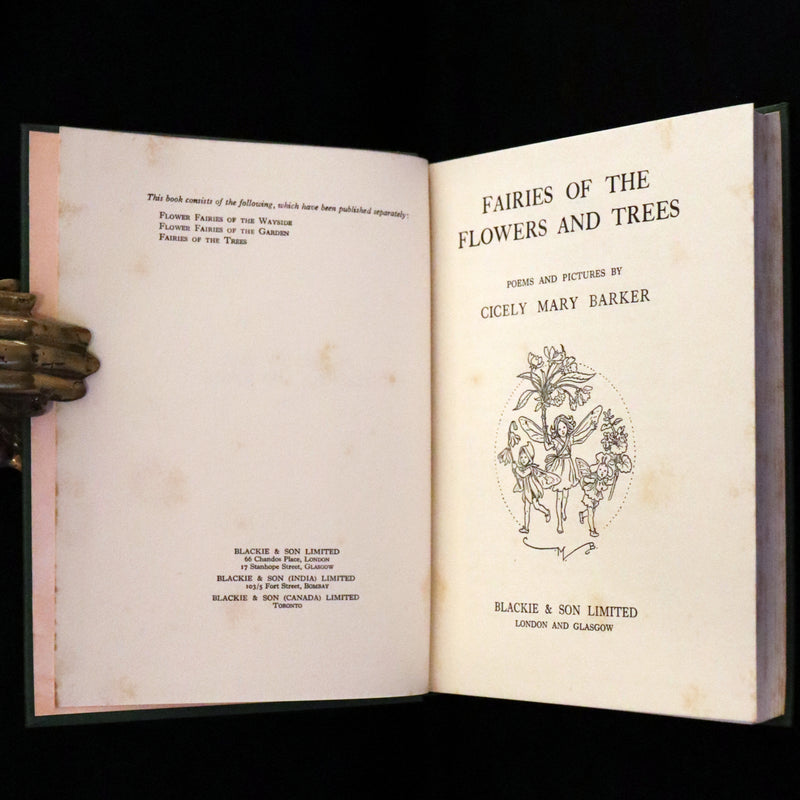 This book consists of the following, which have been published separately:
FLOWER FAIRIES OF THE WAYSIDE
FLOWER FAIRIES OF THE GARDEN
FAIRIES OF THE TREES
BLACKIE & SON LIMITED
66 Chandos Place, LONDON
17 Stanhope Street, GLASGOW
BLACKIE & SON (INDIA) LIMITED
103/5 Fort Street, BOMBAY
BLACKIE & SON (CANADA) LIMITED
TORONTO
FAIRIES OF THE
FLOWERS AND TREES
POEMS AND PICTURES BY
CICELY MARY BARKER
M. B.
BLACKIE & SON LIMITED
LONDON AND GLASGOW